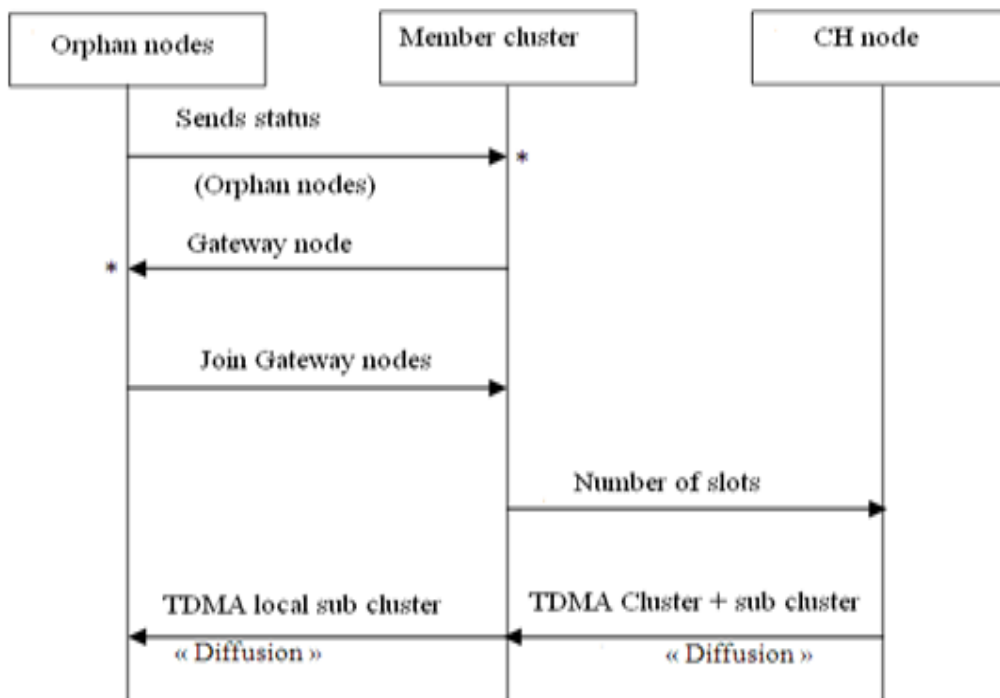 Orphan nodes
Member cluster
CH node
Sends status
*
(Orphan nodes)
Gateway node
*
Join Gateway nodes
Number of slots
TDMA local sub cluster
TDMA Cluster + sub cluster
« Diffusion »
« Diffusion »